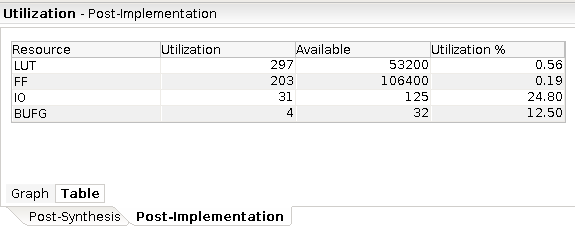 Utilization - Post-Implementation
Resource Utilization Available Utilization %
LUT 297 53200 0.56
FF 203 106400 0.19
IO 31 125 24.80
BUFG 4 32 12.50
Graph Table
Post-Synthesis Post-Implementation